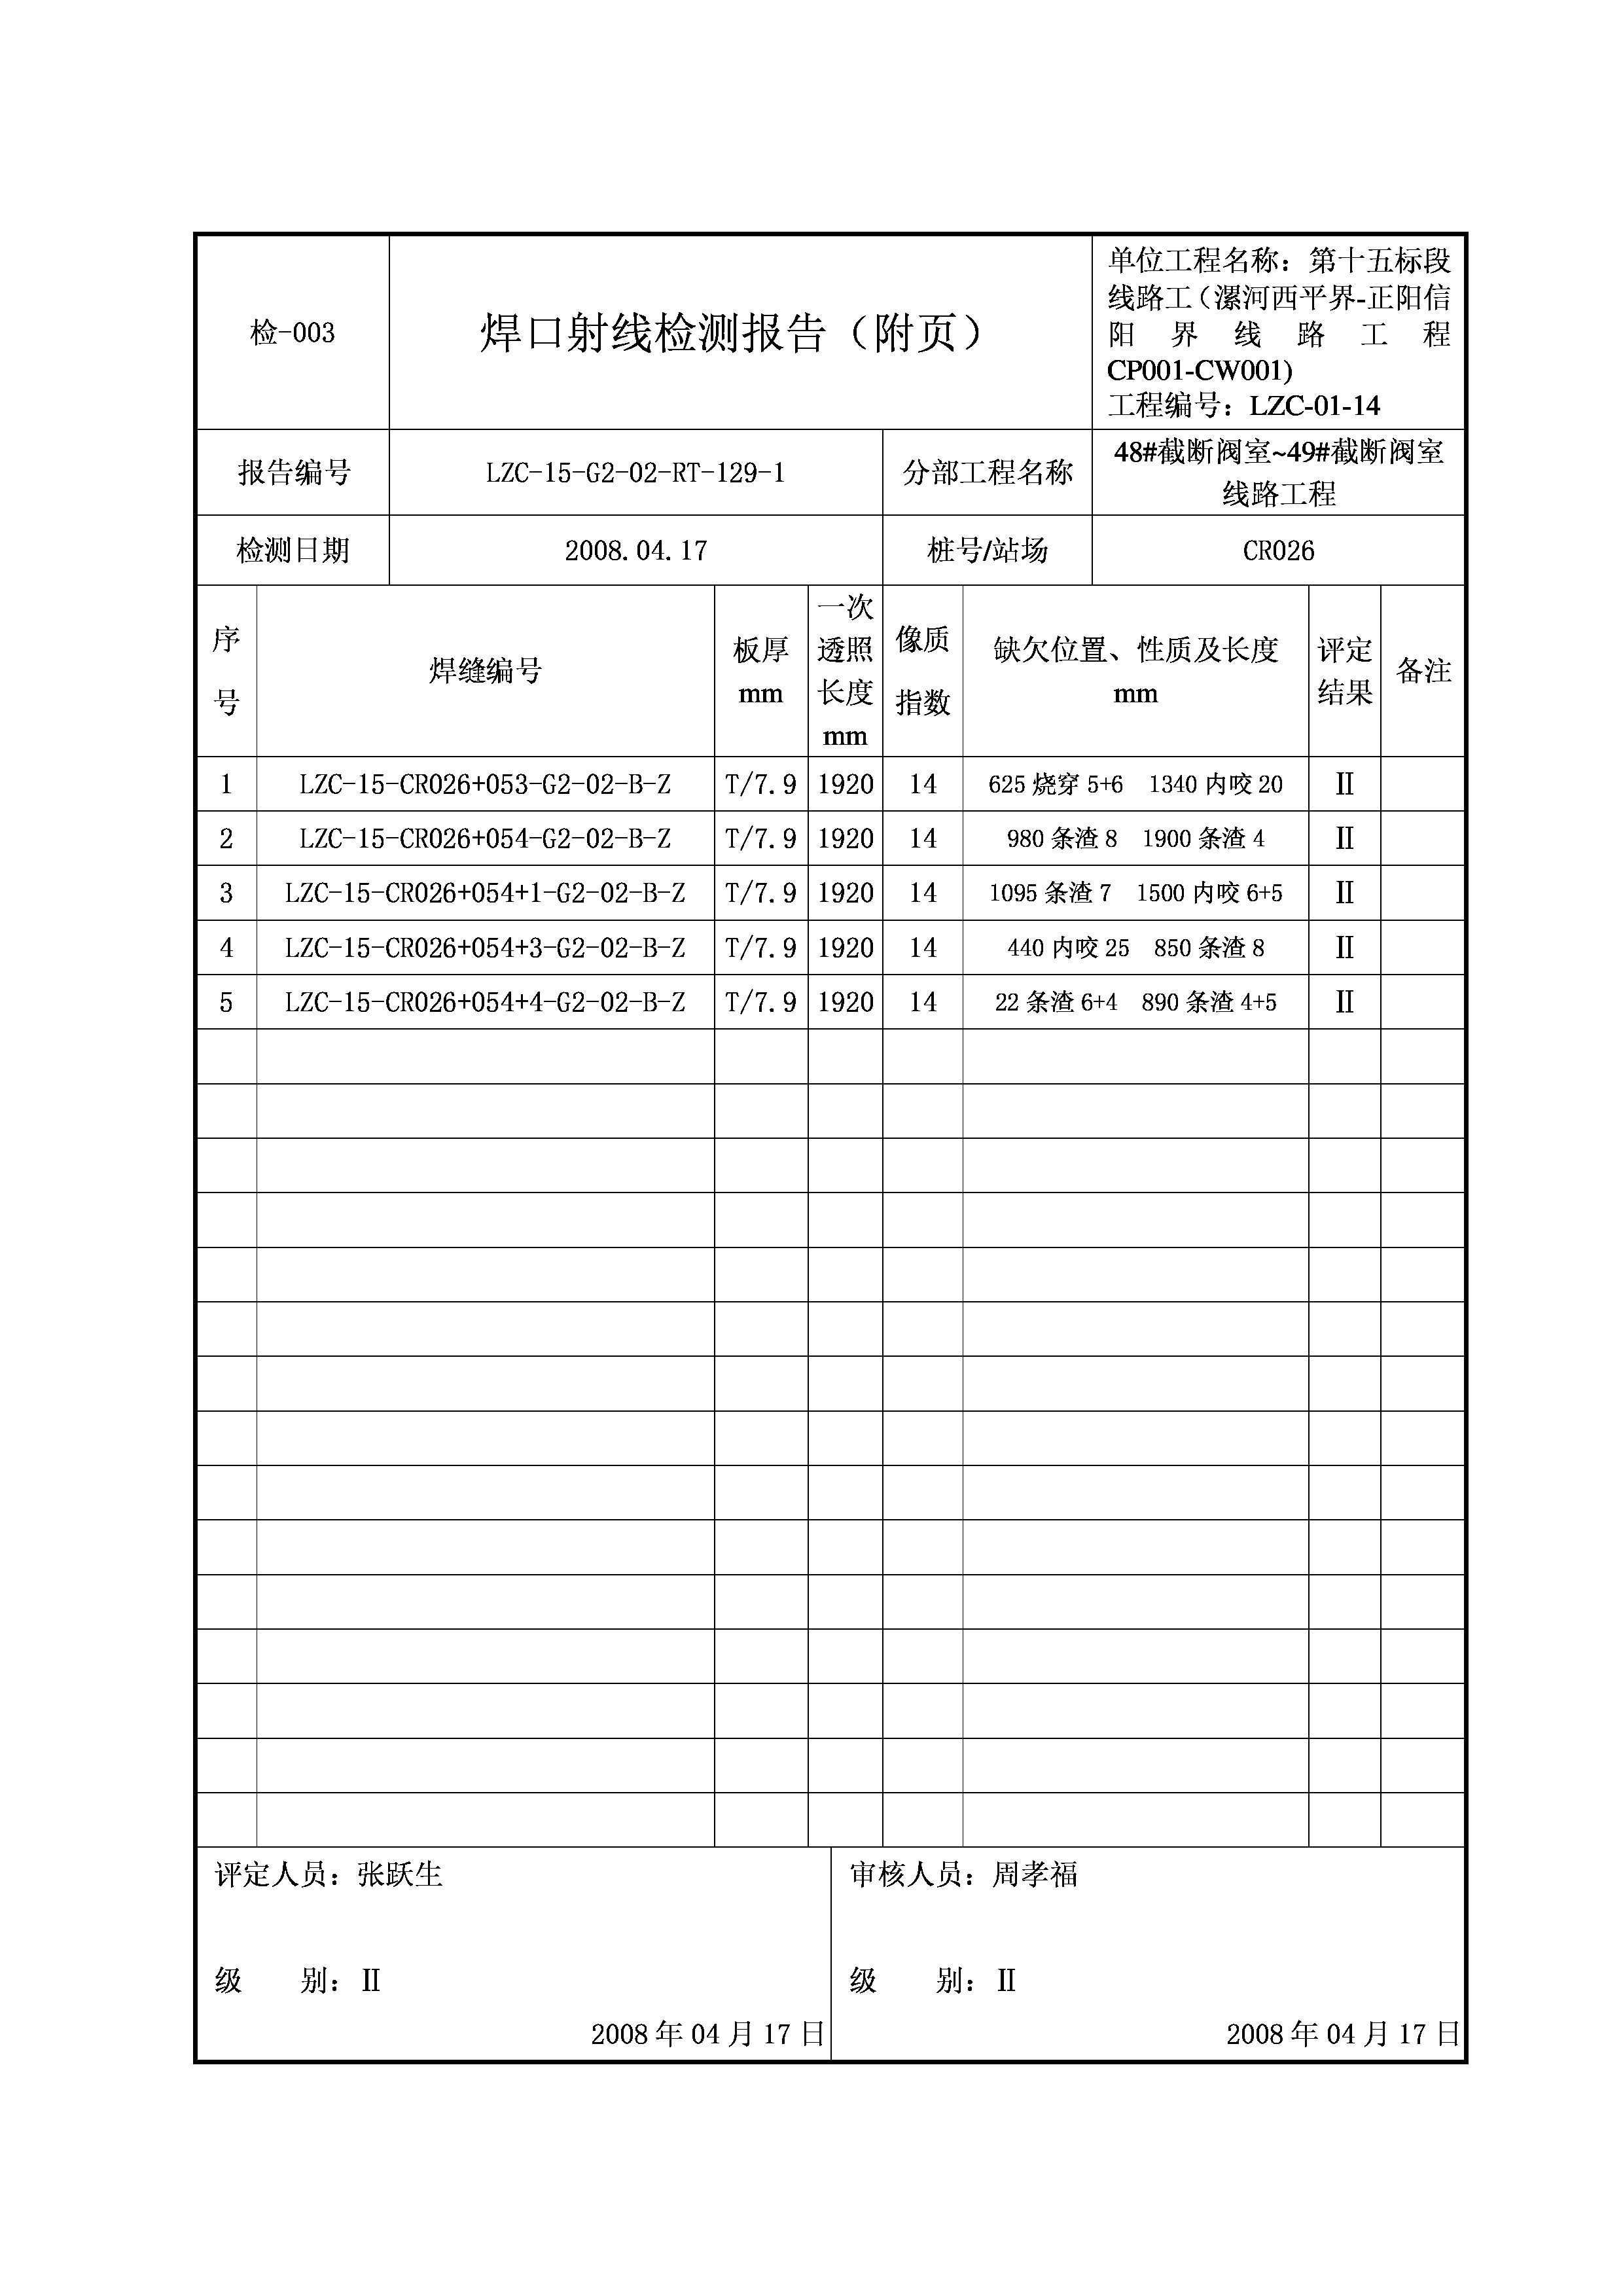 检-003
焊口射线检测报告（附页）
单位工程名称：第十五标段
线路工（漯河西平界-正阳信
阳界线路工程
CP001-CW001)
工程编号：LZC-01-14
报告编号 LZC-15-G2-02-RT-129-1 分部工程名称 48#截断阀室~49#截断阀室
线路工程
检测日期 2008.04.17 桩号/站场 CR026
序
号
焊缝编号
板厚
mm
一次
透照
长度
mm
像质
指数
缺欠位置、性质及长度
mm
评定
结果
备注
1 LZC-15-CR026+053-G2-02-B-Z T/7.9 1920 14 625 烧穿 5+6 1340 内咬 20 Ⅱ
2 LZC-15-CR026+054-G2-02-B-Z T/7.9 1920 14 980 条渣 8 1900 条渣 4 Ⅱ
3 LZC-15-CR026+054+1-G2-02-B-Z T/7.9 1920 14 1095 条渣 7 1500 内咬 6+5 Ⅱ
4 LZC-15-CR026+054+3-G2-02-B-Z T/7.9 1920 14 440 内咬 25 850 条渣 8 Ⅱ
5 LZC-15-CR026+054+4-G2-02-B-Z T/7.9 1920 14 22 条渣 6+4 890 条渣 4+5 Ⅱ
评定人员：张跃生
级 别：Ⅱ
2008 年 04 月 17 日
审核人员：周孝福
级 别：Ⅱ
2008 年 04 月 17 日